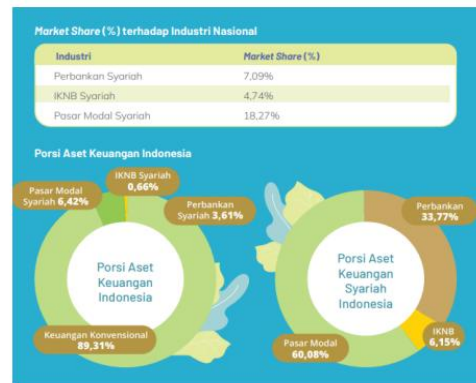 Market Share (%) terhadap Industri Nasional
Industri Market Share (%)
Perbankan Syariah 7,09%
IKNB Syariah 4,74%
Pasar Modal Syariah 18,27%
Porsi Aset Keuangan Indonesia
IKNB Syariah
0,66%
Pasar Modal
Syariah 6,42%
Perbankan
Syariah 3,61%
Porsi Aset
Keuangan
Indonesia
Keuangan Konvensional
89,31%
Perbankan
33,77%
Porsi Aset
Keuangan
Syariah
Indonesia
IKNB
6,15%
Pasar Modal
60,08%